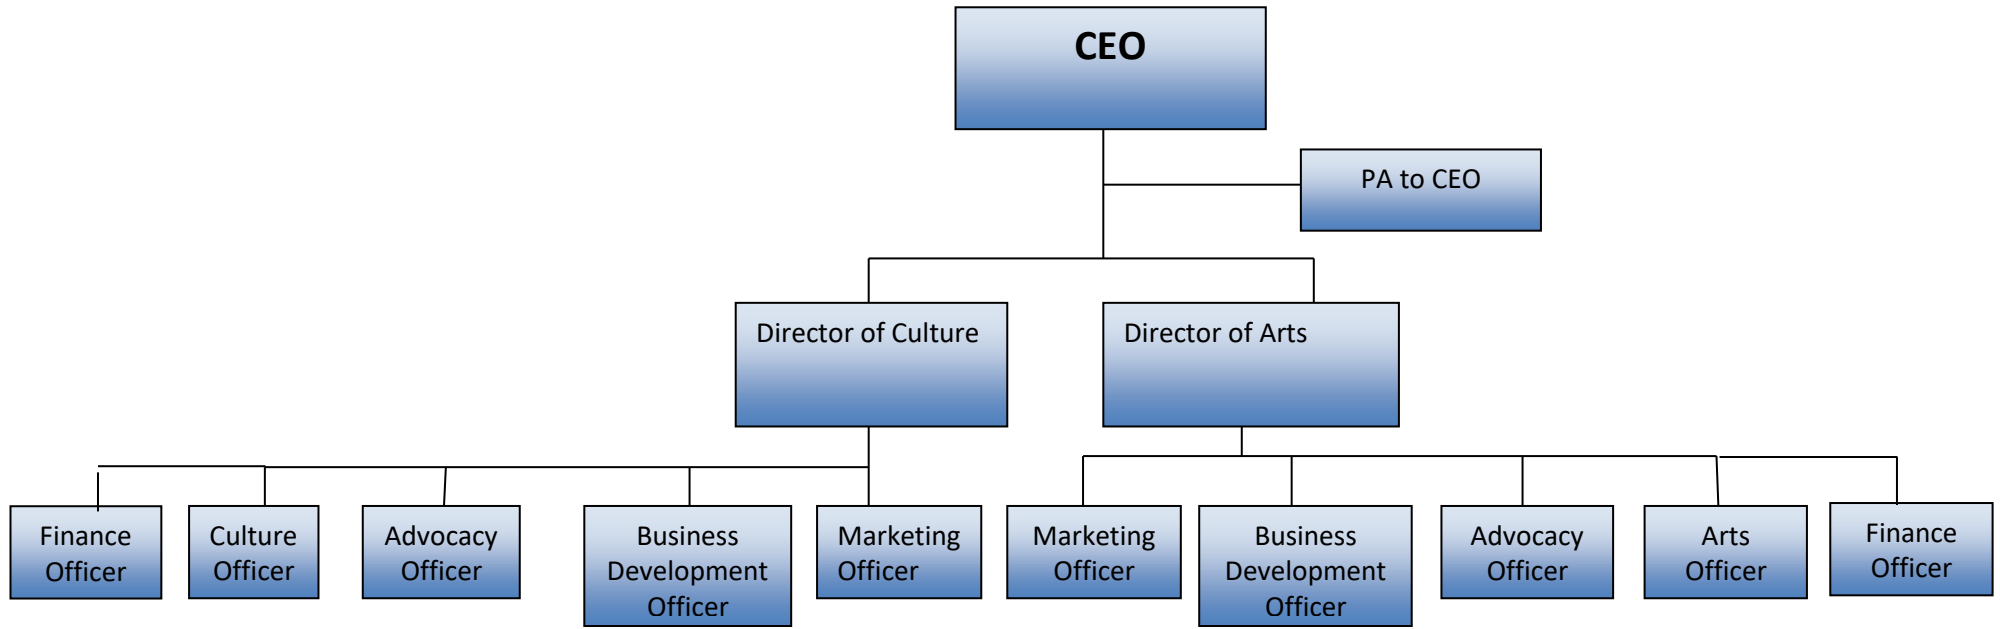 CEO
PA to CEO
Director of Culture
Director of Arts
Finance
Officer
Culture
Officer
Advocacy
Officer
Business
Development
Officer
Marketing
Officer
Marketing
Officer
Business
Development
Officer
Advocacy
Officer
Arts
Officer
Finance
Officer